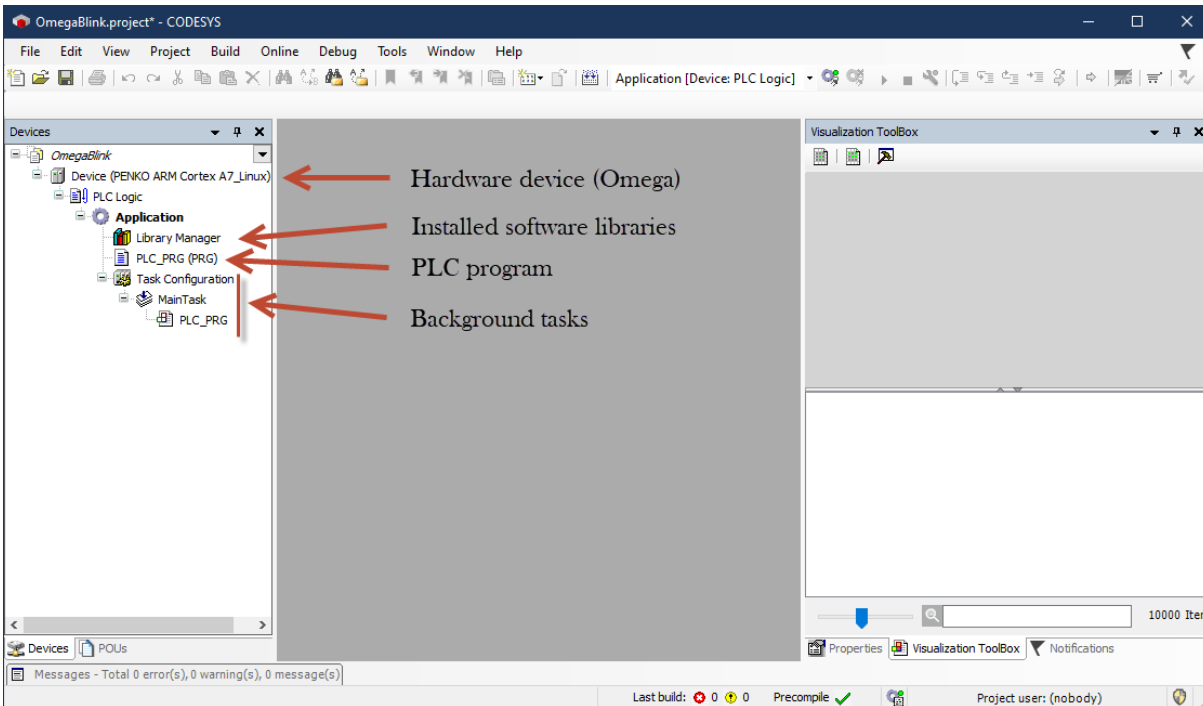 OmegaBlink.project* - CODESYS
File Edit View Project Build Online Debug Tools Window Help
Application [Device: PLC Logic]
Devices
OmegaBlink
Device (PENKO ARM Cortex A7_Linux)
PLC Logic
Application
Library Manager
PLC_PRG (PRG)
Task Configuration
MainTask
PLC_PRG
Hardware device (Omega)
Installed software libraries
PLC program
Background tasks
Visualization ToolBox
10000 Iter
Devices POUs
Properties Visualization ToolBox Notifications
Messages - Total 0 error(s), 0 warning(s), 0 message(s)
Last build: 0 0 Precompile Project user: (nobody)